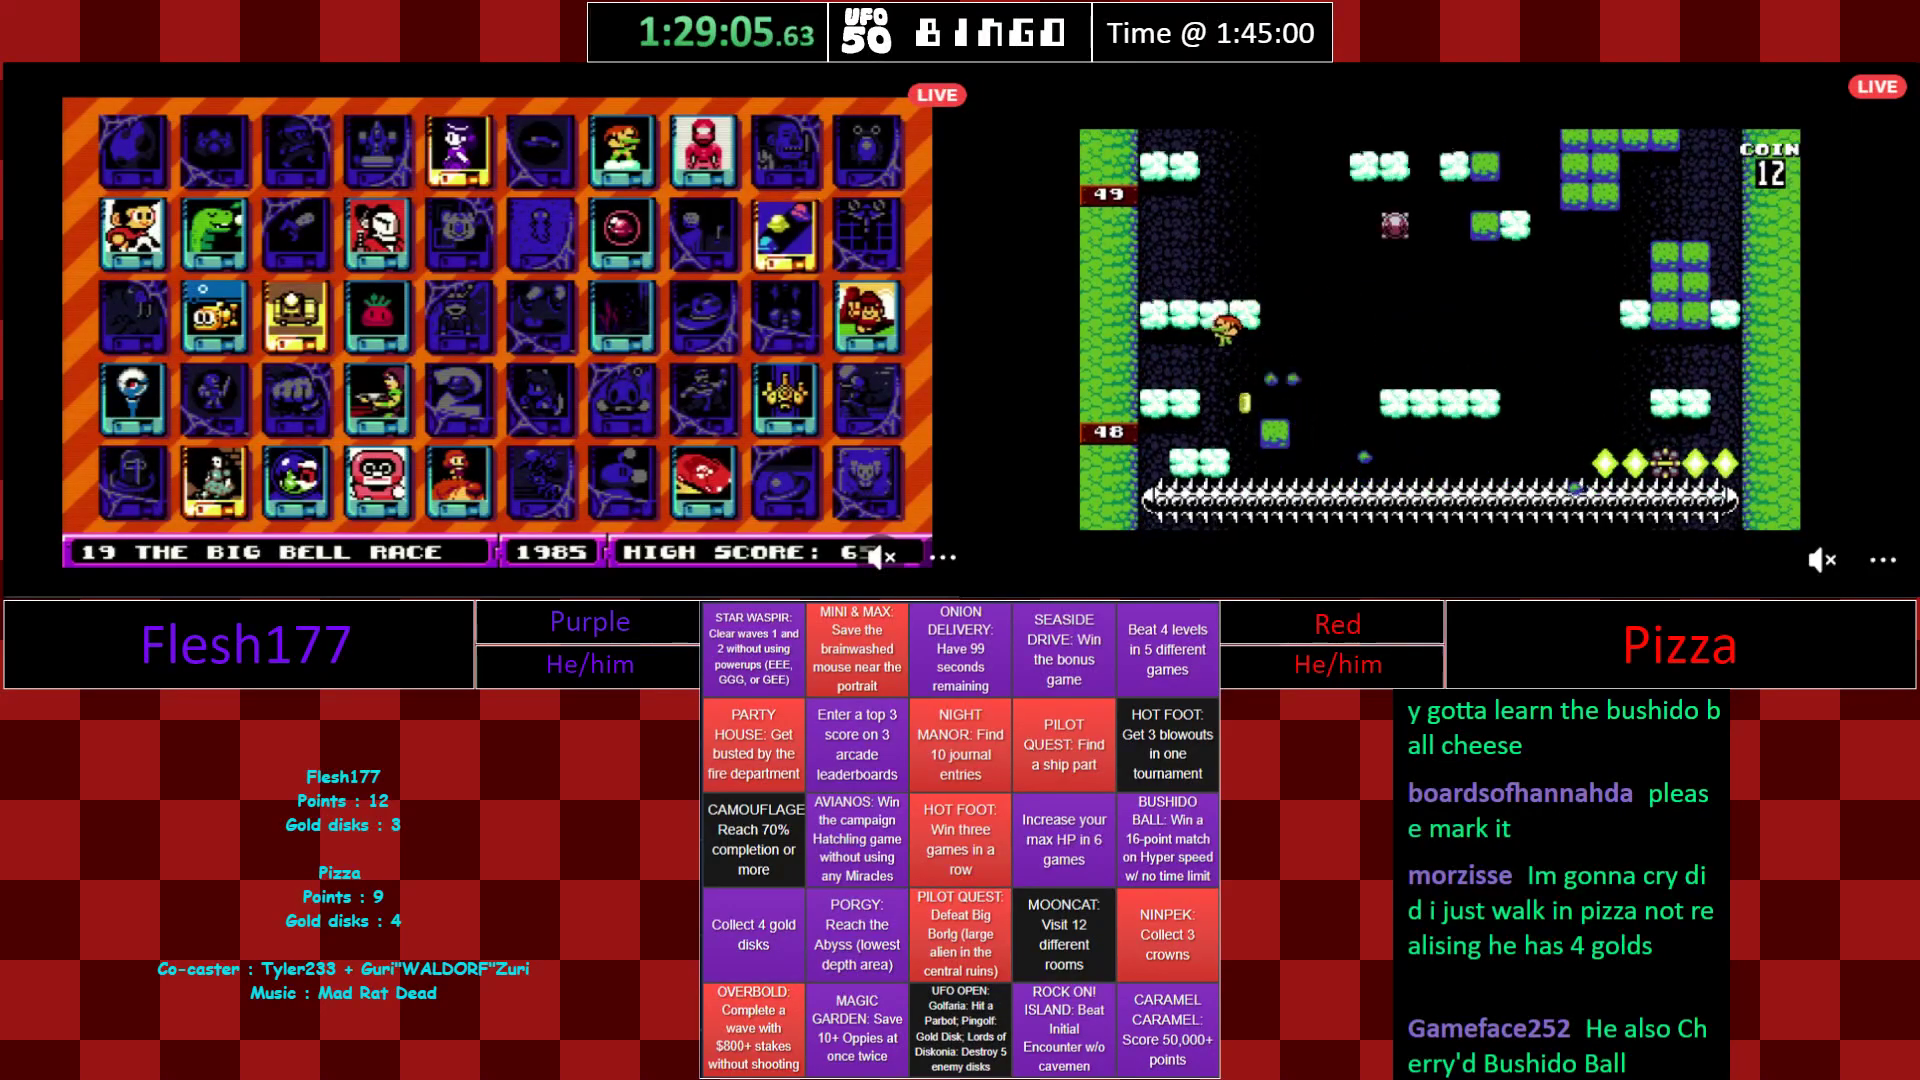 1:29:05.63
UFO
50
BINGO
Time @ 1:45:00
LIVE
LIVE
COIN
12
49
48
19 THE BIG BELL RACE
1985
HIGH SCORE:
Flesh177
Purple
He/him
Red
He/him
Pizza
STAR WASPIR:
Clear waves 1 and
2 without using
powerups (EEE,
GGG, or GEE)
MINI & MAX:
Save the
brainwashed
mouse near the
portrait
ONION
DELIVERY:
Have 99
seconds
remaining
SEASIDE
DRIVE: Win
the bonus
game
Beat 4 levels
in 5 different
games
PARTY
HOUSE: Get
busted by the
fire department
Enter a top 3
score on 3
arcade
leaderboards
NIGHT
MANOR: Find
10 journal
entries
PILOT
QUEST: Find
a ship part
HOT FOOT:
Get 3 blowouts
in one
tournament
CAMOUFLAGE
Reach 70%
completion or
more
AVIANOS: Win
the campaign
Hatchling game
without using
any Miracles
HOT FOOT:
Win three
games in a
row
Increase your
max HP in 6
games
BUSHIDO
BALL: Win a
16-point match
on Hyper speed
w/ no time limit
Collect 4 gold
disks
PORGY:
Reach the
Abyss (lowest
depth area)
PILOT QUEST:
Defeat Big
Borlg (large
alien in the
central ruins)
MOONCAT:
Visit 12
different
rooms
NINPEK:
Collect 3
crowns
OVERBOLD:
Complete a
wave with
$800+ stakes
without shooting
MAGIC
GARDEN: Save
10+ Oppies at
once twice
UFO OPEN:
Golfaria: Hit a
Parbot; Pingolf:
Gold Disk; Lords of
Diskonia: Destroy 5
enemy disks
ROCK ON!
ISLAND: Beat
Initial
Encounter w/o
cavemen
CARAMEL
CARAMEL:
Score 50,000+
points
Flesh177
Points : 12
Gold disks : 3
Pizza
Points : 9
Gold disks : 4
Co-caster : Tyler233 + Guri"WALDORF"Zuri
Music : Mad Rat Dead
y gotta learn the bushido b
all cheese
boardsofhannahda pleas
e mark it
morzisse Im gonna cry di
d i just walk in pizza not re
alising he has 4 golds
Gameface252 He also Ch
erry'd Bushido Ball